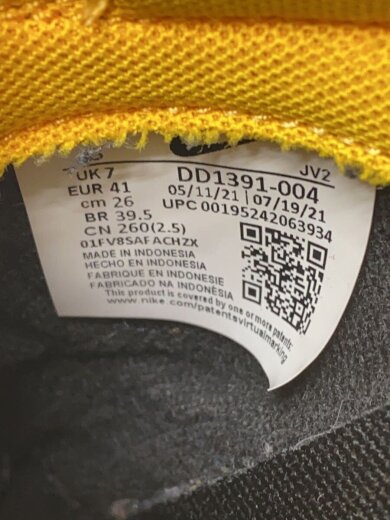 JV2
UK 7
DD1391-004
EUR 41
05/11/21 | 07/19/21
cm 26
UPC 00195242063934
BR 39.5
CN 260(2.5)
01FV8SAFACHZX
MADE IN INDONESIA
HECHO EN INDONESIA
FABRIQUE EN INDONESIE
FABRICADO NA INDONÉSIA
This product is covered by one or more patents:
www.nike.com/patentsvirtualmarking